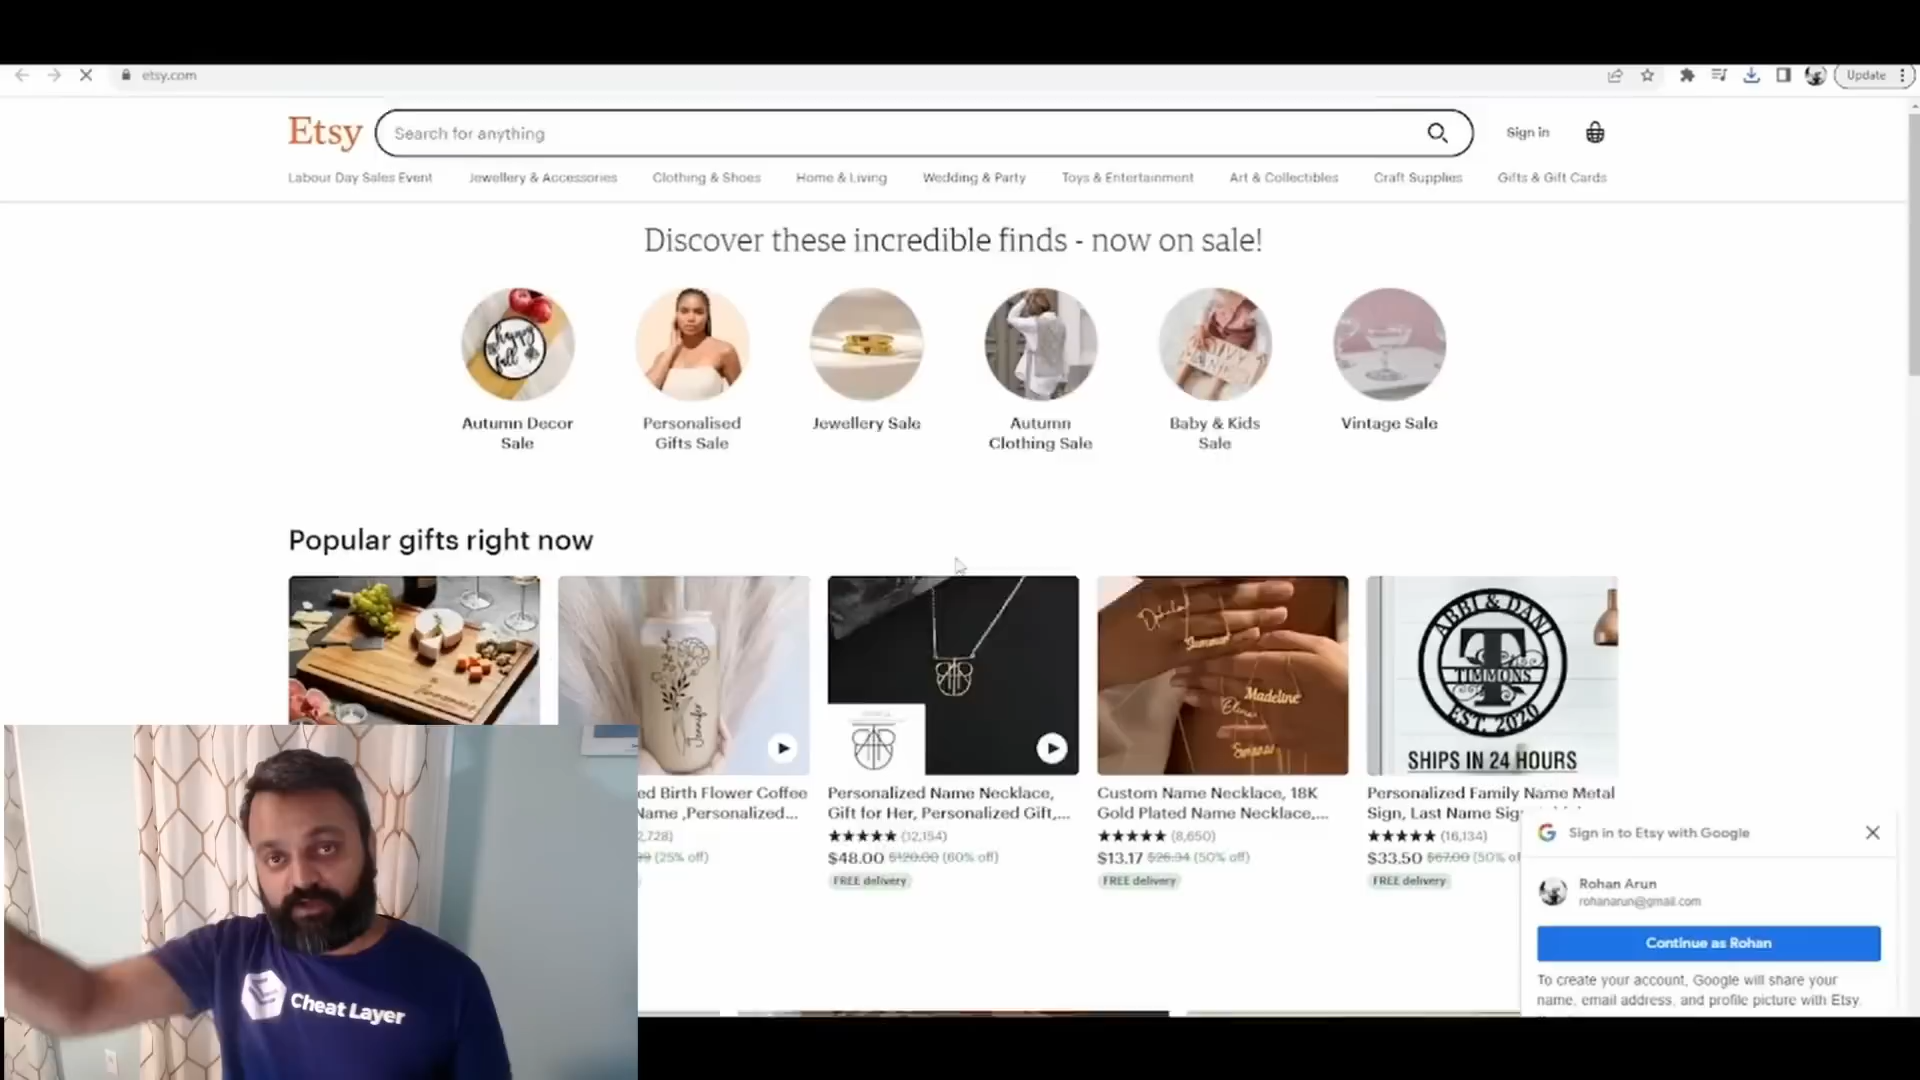 etsy.com
Update
Etsy
Search for anything
Sign in
Labour Day Sales Event
Jewellery & Accessories
Clothing & Shoes
Home & Living
Wedding & Party
Toys & Entertainment
Art & Collectibles
Craft Supplies
Gifts & Gift Cards
Discover these incredible finds - now on sale!
happy
fall
Autumn Decor
Sale
Personalised
Gifts Sale
Jewellery Sale
Autumn
Clothing Sale
Baby & Kids
Sale
Vintage Sale
Popular gifts right now
Jennifer
Madeline
ABBI & DANI
T
TIMMONS
EST. 2020
SHIPS IN 24 HOURS
ed Birth Flower Coffee
Name ,Personalized...
2,728)
(25% off)
Personalized Name Necklace,
Gift for Her, Personalized Gift,...
★★★★★ (12,154)
$48.00 $120.00 (60% off)
FREE delivery
Custom Name Necklace, 18K
Gold Plated Name Necklace,...
★★★★★ (8,650)
$13.17 $26.34 (50% off)
FREE delivery
Personalized Family Name Metal
Sign, Last Name Sign
★★★★★ (16,134)
$33.50 $67.00 (50% of
FREE delivery
Sign in to Etsy with Google
Rohan Arun
rohanarun@gmail.com
Continue as Rohan
To create your account, Google will share your
name, email address, and profile picture with Etsy.
Cheat Layer